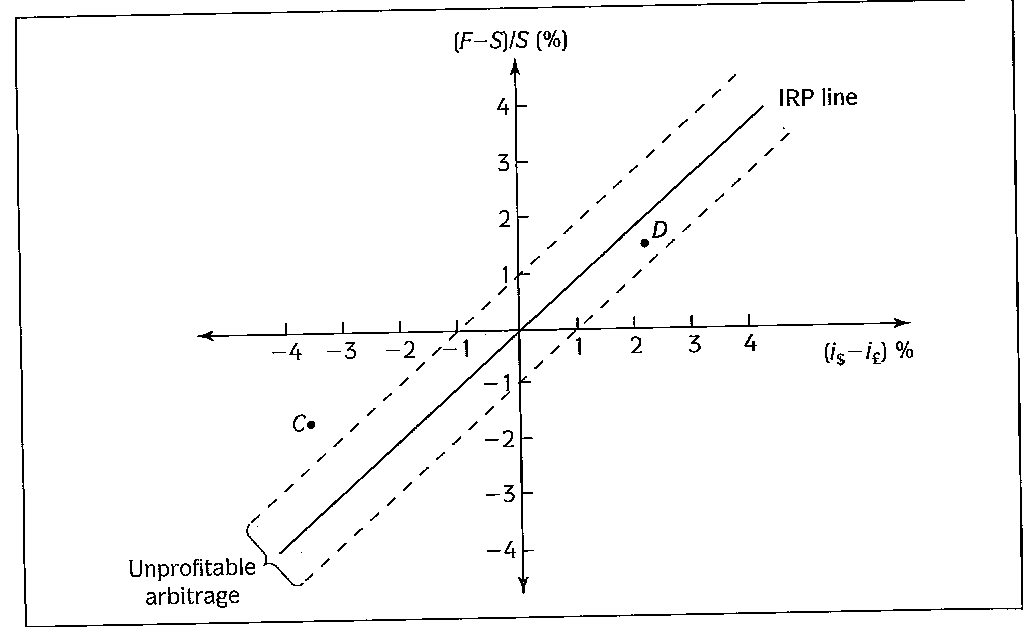 (F−S)/S (%)
4
IRP line
3
2
D
1
−4 −3 −2 −1 1 2 3 4 (i$−i£) %
−1
C
−2
−3
−4
Unprofitable
arbitrage